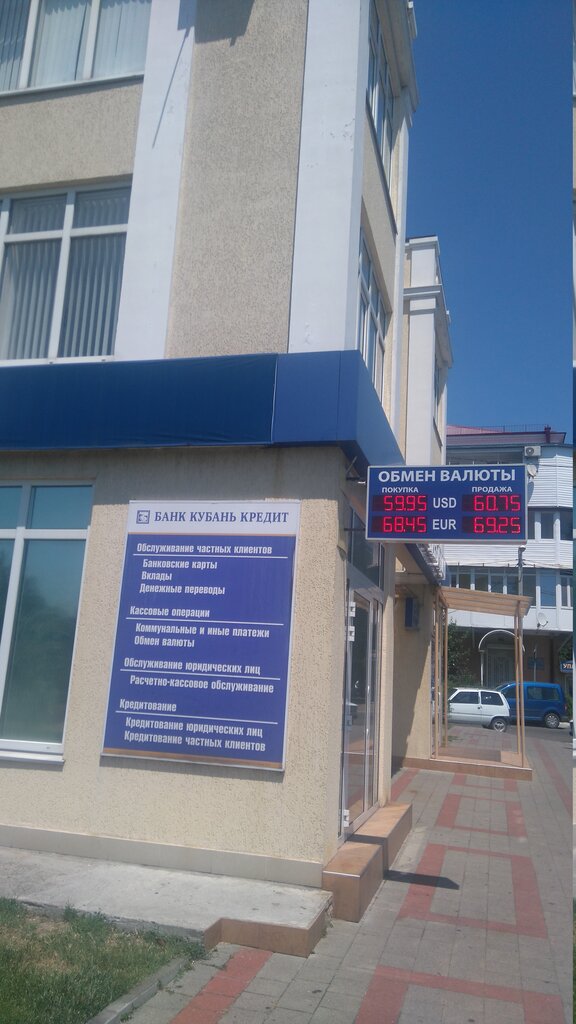 ОБМЕН ВАЛЮТЫ
ПОКУПКА ПРОДАЖА
59.95 USD 60.75
68.45 EUR 69.25
БАНК КУБАНЬ КРЕДИТ
Обслуживание частных клиентов
Банковские карты
Вклады
Денежные переводы
Кассовые операции
Коммунальные и иные платежи
Обмен валюты
Обслуживание юридических лиц
Расчетно-кассовое обслуживание
Кредитование
Кредитование юридических лиц
Кредитование частных клиентов